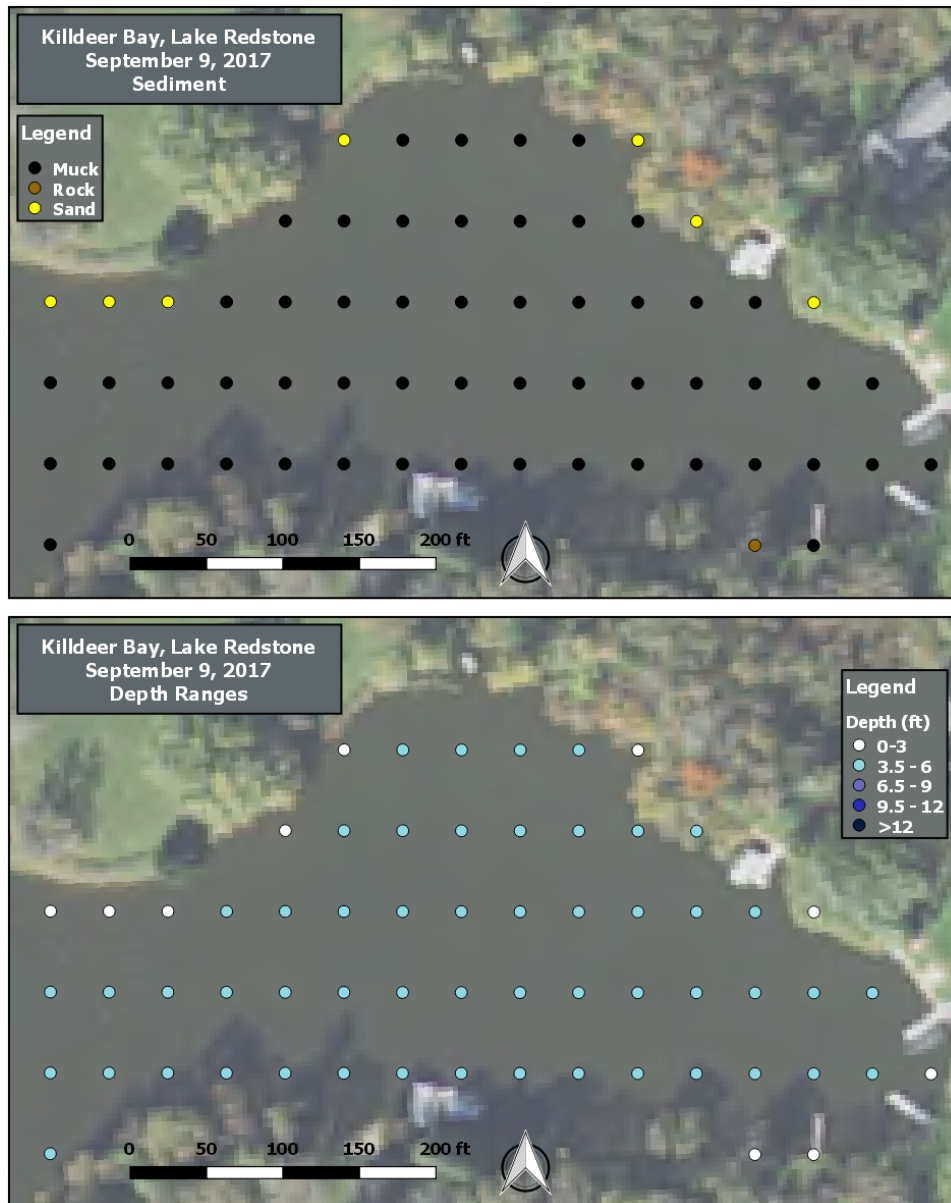 Killdeer Bay, Lake Redstone
September 9, 2017
Sediment
Legend
Muck
Rock
Sand
0 50 100 150 200 ft
Killdeer Bay, Lake Redstone
September 9, 2017
Depth Ranges
Legend
Depth (ft)
0-3
3.5 - 6
6.5 - 9
9.5 - 12
>12
0 50 100 150 200 ft